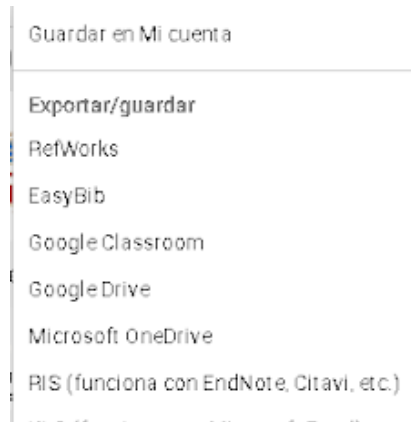 Guardar en Mi cuenta
Exportar/guardar
RefWorks
EasyBib
Google Classroom
Google Drive
Microsoft OneDrive
RIS (funciona con EndNote, Citavi, etc.)